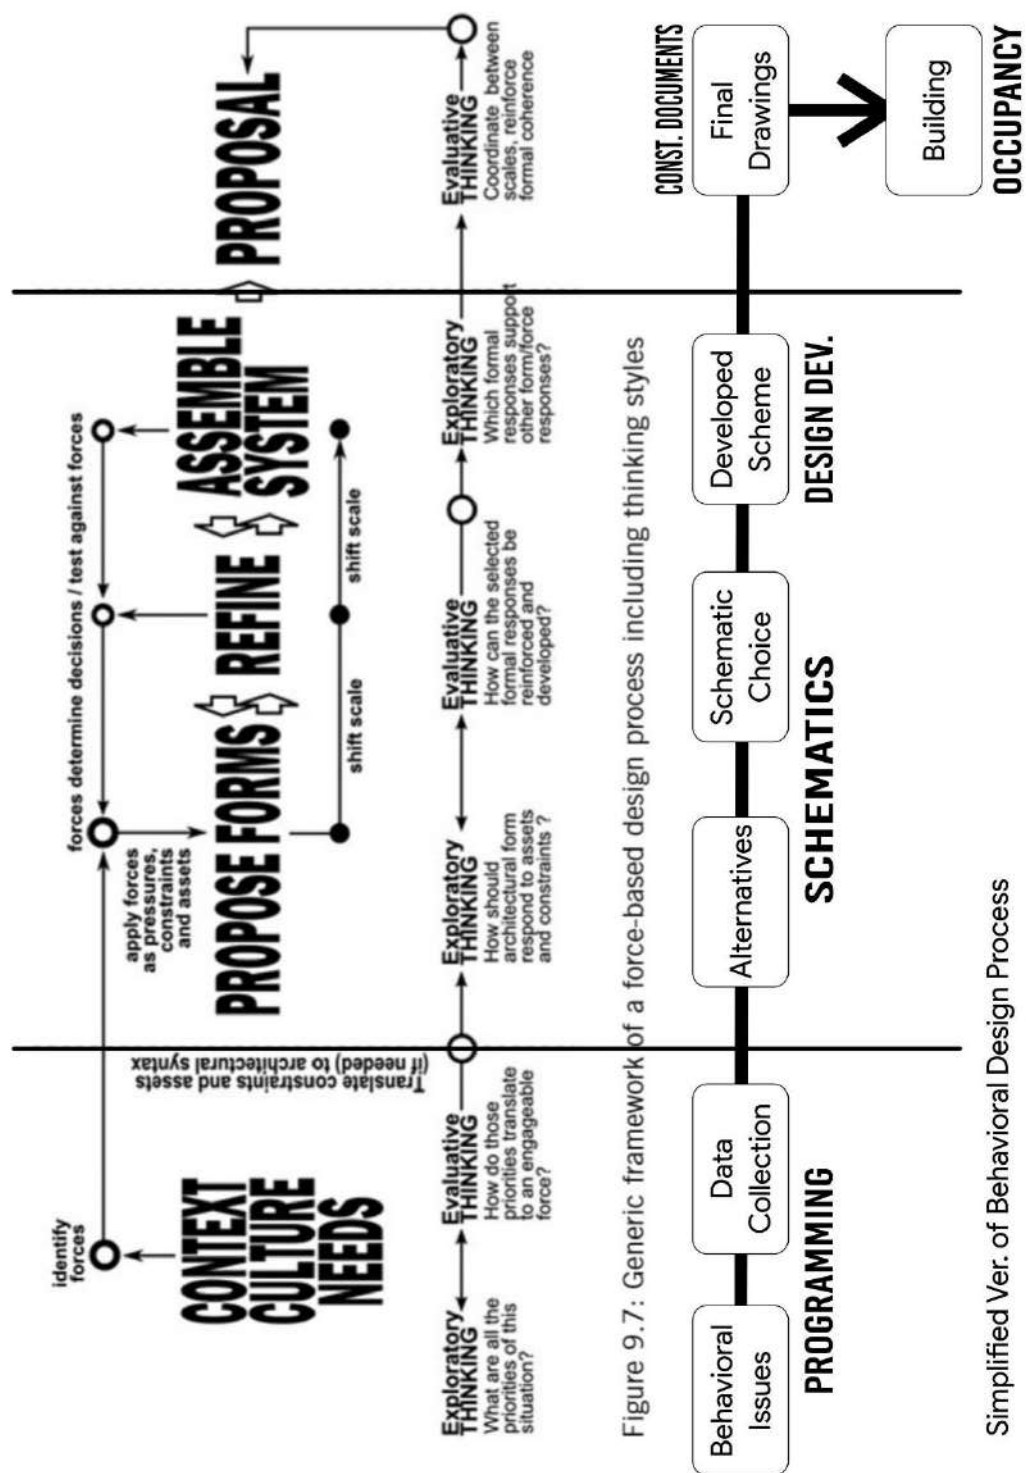 identify
forces
forces determine decisions / test against forces
apply forces
as pressures,
constraints
and assets
CONTEXT
CULTURE
NEEDS
Translate constraints and assets
(if needed) to architectural syntax
PROPOSE FORMS
REFINE
ASSEMBLE
SYSTEM
PROPOSAL
shift scale
shift scale
Exploratory
THINKING
What are all the
priorities of this
situation?
Evaluative
THINKING
How do those
priorities translate
to an engageable
force?
Exploratory
THINKING
How should
architectural form
respond to assets
and constraints ?
Evaluative
THINKING
How can the selected
formal responses be
reinforced and
developed?
Exploratory
THINKING
Which formal
responses support
other form/force
responses?
Evaluative
THINKING
Coordinate between
scales, reinforce
formal coherence
Figure 9.7: Generic framework of a force-based design process including thinking styles
CONST. DOCUMENTS
Behavioral
Issues
Data
Collection
Alternatives
Schematic
Choice
Developed
Scheme
Final
Drawings
PROGRAMMING
SCHEMATICS
DESIGN DEV.
Building
OCCUPANCY
Simplified Ver. of Behavioral Design Process